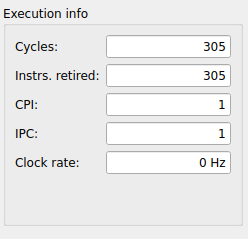 Execution info
Cycles: 305
Instrs. retired: 305
CPI: 1
IPC: 1
Clock rate: 0 Hz